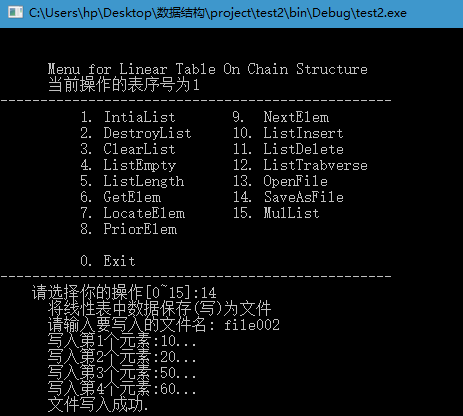 C:\Users\hp\Desktop\数据结构\project\test2\bin\Debug\test2.exe
Menu for Linear Table On Chain Structure
当前操作的表序号为1
-------------------------------------------------
1. IntiaList 9. NextElem
2. DestroyList 10. ListInsert
3. ClearList 11. ListDelete
4. ListEmpty 12. ListTrabverse
5. ListLength 13. OpenFile
6. GetElem 14. SaveAsFile
7. LocateElem 15. MulList
8. PriorElem
0. Exit
-------------------------------------------------
请选择你的操作[0~15]:14
将线性表中数据保存(写)为文件
请输入要写入的文件名: file002
写入第1个元素:10...
写入第2个元素:20...
写入第3个元素:50...
写入第4个元素:60...
文件写入成功.